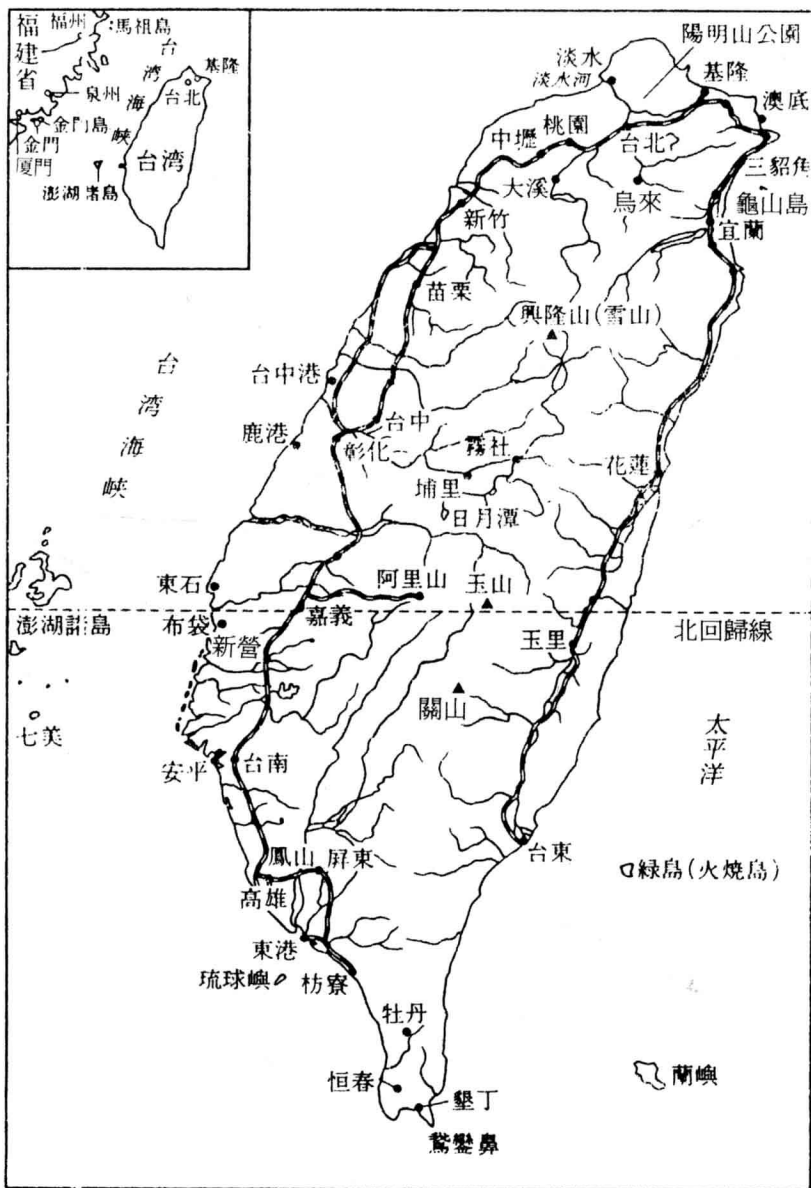 福州
馬祖島
福建省
台湾海峡
基隆
台北
泉州
金門島
金門
厦門
台湾
澎湖諸島
陽明山公園
淡水
淡水河
基隆
澳底
桃園
中壢
台北
三貂角
大溪
烏來
龜山島
新竹
宜蘭
苗栗
興隆山(雪山)
台湾海峡
台中港
台中
鹿港
彰化
霧社
花蓮
埔里
日月潭
東石
阿里山
玉山
澎湖諸島
布袋
嘉義
北回歸線
新營
玉里
關山
七美
太平洋
安平
台南
鳳山
屏東
台東
緑島(火焼島)
高雄
東港
琉球嶼
枋寮
牡丹
恒春
蘭嶼
墾丁
鵞鑾鼻